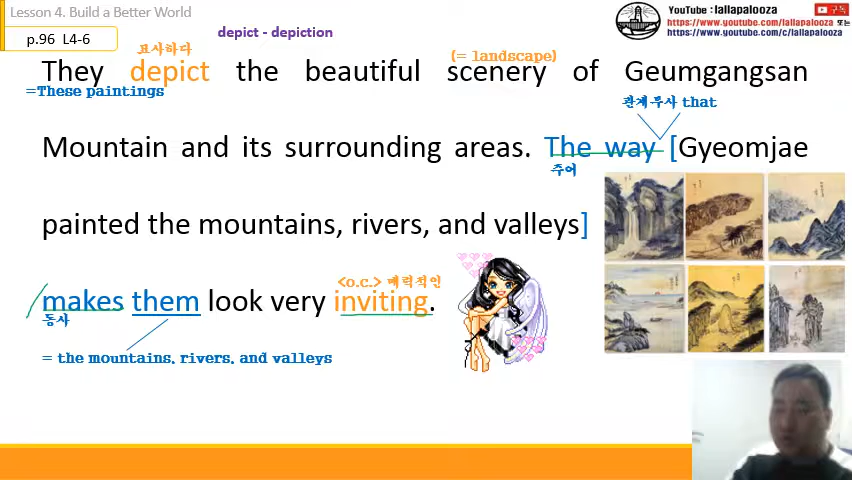 Lesson 4. Build a Better World
YouTube : @lallapalooza 구독
https://www.youtube.com/lallapalooza 또는
https://www.youtube.com/c/lallapalooza
p.96 L4-6
depict - depiction
묘사하다
(= landscape)
They depict the beautiful scenery of Geumgangsan
=These paintings
관계부사 that
Mountain and its surrounding areas. The way [Gyeomjae
주어
painted the mountains, rivers, and valleys]
<o.c.> 매력적인
makes them look very inviting.
동사
= the mountains, rivers, and valleys